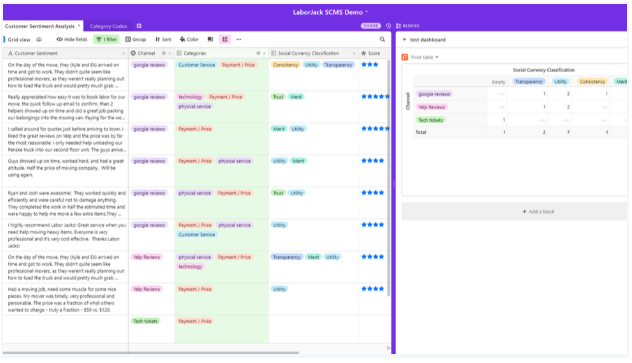 LaborJack SCMS Demo
Customer Sentiment Analysis
Category Codes
SHARE
BLOCKS
Grid view
Hide fields
1 filter
Group
Sort
Color
test dashboard
A Customer Sentiment
Channel
Categories
Social Currency Classification
Score
On the day of the move, they (Kyle and Eli) arrived on
time and got to work. They didn't quite seem like
professional movers, as they weren't really planning out
how to load the truck and would pretty much grab ...
google reviews
Customer Service
Payment / Price
Consistency
Utility
Transparency
Really appreciated how easy it was to book labor for our
move, the quick follow up email to confirm, then 2
helpers showed up on time and did a great job packing
our belongings into the moving van. Paying for the wo...
google reviews
technology
Payment / Price
physical service
Trust
Merit
I called around for quotes just before arriving to town. I
liked the great reviews on Yelp and the rate was by far
the most reasonable. I only needed help unloading our
Penske truck into our second floor unit. The guys arrive...
google reviews
Payment / Price
Merit
Utility
Guys showed up on time, worked hard, and had a great
attitude. Half the price of moving company. Will be
using again.
google reviews
Payment / Price
physical service
Utility
Merit
Ryan and Josh were awesome! They worked quickly and
efficiently and were careful not to damage anything.
They completed the work in half the estimated time and
were happy to help me move a few extra items.They ...
google reviews
physical service
Payment / Price
Trust
Utility
I highly recommend Labor Jacks! Great service when you
need help moving heavy items. Everyone is very
professional and it's very cost effective. Thanks Labor
Jacks!
google reviews
Payment / Price
physical service
Customer Service
Utility
On the day of the move, they (Kyle and Eli) arrived on
time and got to work. They didn't quite seem like
professional movers, as they weren't really planning out
how to load the truck and would pretty much grab ...
Yelp Reviews
physical service
Payment / Price
technology
Transparency
Merit
Utility
Had a moving job, need some muscle for some nice
pieces. My mover was timely, very professional and
personable. The price was a fraction of what others
wanted to charge - truly a fraction - $50 vs. $120
Yelp Reviews
Payment / Price
Utility
Tech tickets
Payment / Price
Pivot table
Social Currency Classification
Empty
Transparency
Utility
Consistency
Merit
Channel
google reviews
1
5
1
Yelp Reviews
1
2
Tech tickets
1
Total
1
2
7
1
+ Add a block